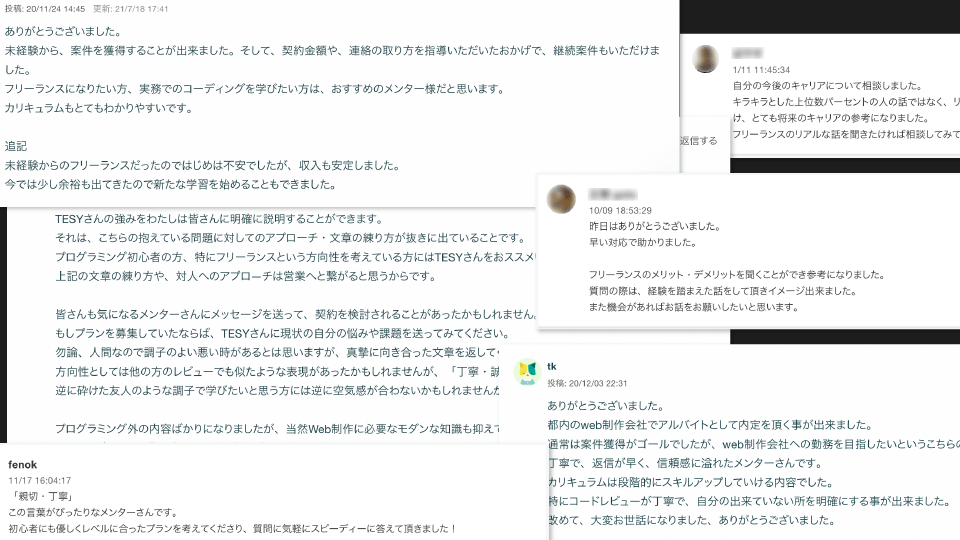 投稿: 20/11/24 14:45 更新: 21/7/18 17:41
ありがとうございました。
未経験から、案件を獲得することが出来ました。そして、契約金額や、連絡の取り方を指導いただいたおかげで、継続案件もいただけま
した。
フリーランスになりたい方、実務でのコーディングを学びたい方は、おすすめのメンター様だと思います。
カリキュラムもとてもわかりやすいです。
追記
未経験からのフリーランスだったのではじめは不安でしたが、収入も安定しました。
今では少し余裕も出てきたので新たな学習を始めることもできました。
1/11 11:45:34
自分の今後のキャリアについて相談しました。
キラキラとした上位数パーセントの人の話ではなく、リ
け、とても将来のキャリアの参考になりました。
フリーランスのリアルな話を聞きたければ相談してみて
返信する
10/09 18:53:29
昨日はありがとうございました。
早い対応で助かりました。
フリーランスのメリット・デメリットを聞くことができ参考になりました。
質問の際は、経験を踏まえた話をして頂きイメージ出来ました。
また機会があればお話をお願いしたいと思います。
TESYさんの強みをわたしは皆さんに明確に説明することができます。
それは、こちらの抱えている問題に対してのアプローチ・文章の練り方が抜きに出ていることです。
プログラミング初心者の方、特にフリーランスという方向性を考えている方にはTESYさんをおススメ
上記の文章の練り方や、対人へのアプローチは営業へと繋がると思うからです。
皆さんも気になるメンターさんにメッセージを送って、契約を検討されることがあったかもしれません。
もしプランを募集していたならば、TESYさんに現状の自分の悩みや課題を送ってみてください。
勿論、人間なので調子のよい悪い時があるとは思いますが、真摯に向き合った文章を返して
方向性としては他の方のレビューでも似たような表現があったかもしれませんが、「丁寧・誠
逆に砕けた友人のような調子で学びたいと思う方には逆に空気感が合わないかもしれませんが
プログラミング外の内容ばかりになりましたが、当然Web制作に必要なモダンな知識も抑えて
tk
投稿: 20/12/03 22:31
ありがとうございました。
都内のweb制作会社でアルバイトとして内定を頂く事が出来ました。
通常は案件獲得がゴールでしたが、web制作会社への勤務を目指したいというこちらの
丁寧で、返信が早く、信頼感に溢れたメンターさんです。
カリキュラムは段階的にスキルアップしていける内容でした。
特にコードレビューが丁寧で、自分の出来ていない所を明確にする事が出来ました。
改めて、大変お世話になりました、ありがとうございました。
fenok
11/17 16:04:17
「親切・丁寧」
この言葉がぴったりなメンターさんです。
初心者にも優しくレベルに合ったプランを考えてくださり、質問に気軽にスピーディーに答えて頂きました！